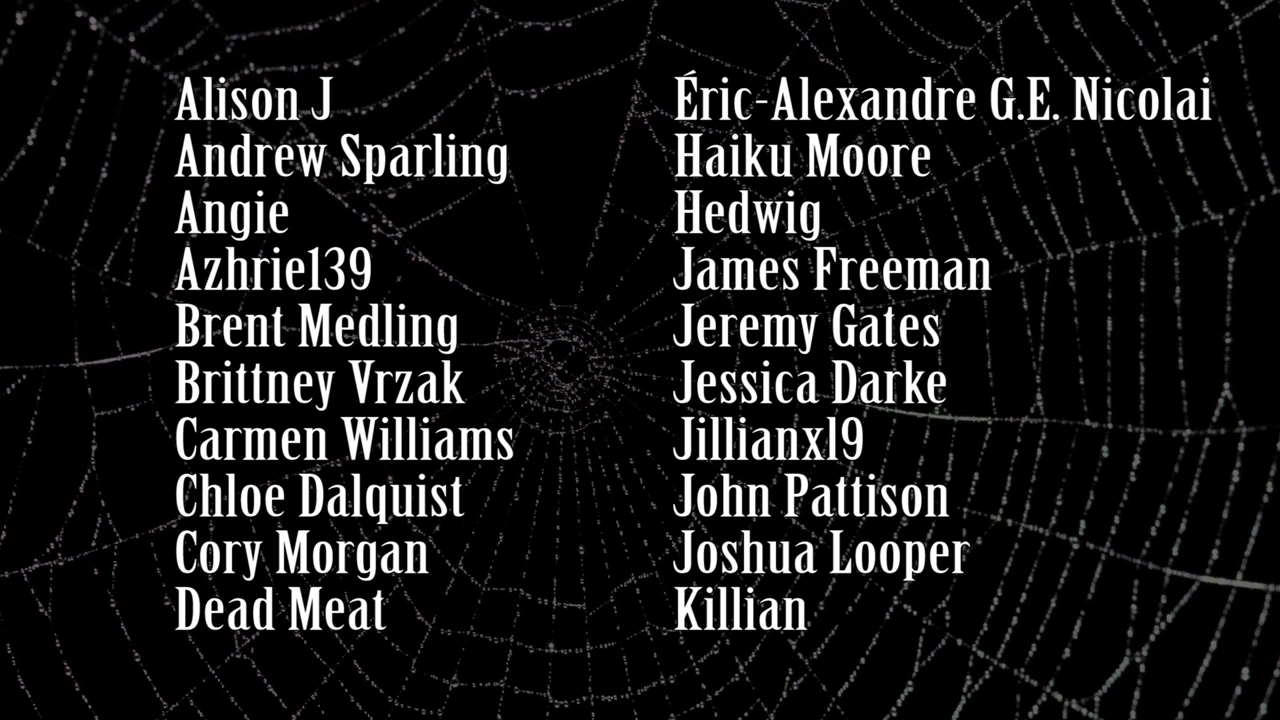 Alison J
Andrew Sparling
Angie
Azhrie139
Brent Medling
Brittney Vrzak
Carmen Williams
Chloe Dalquist
Cory Morgan
Dead Meat
Éric-Alexandre G.E. Nicolai
Haiku Moore
Hedwig
James Freeman
Jeremy Gates
Jessica Darke
Jillianx19
John Pattison
Joshua Looper
Killian